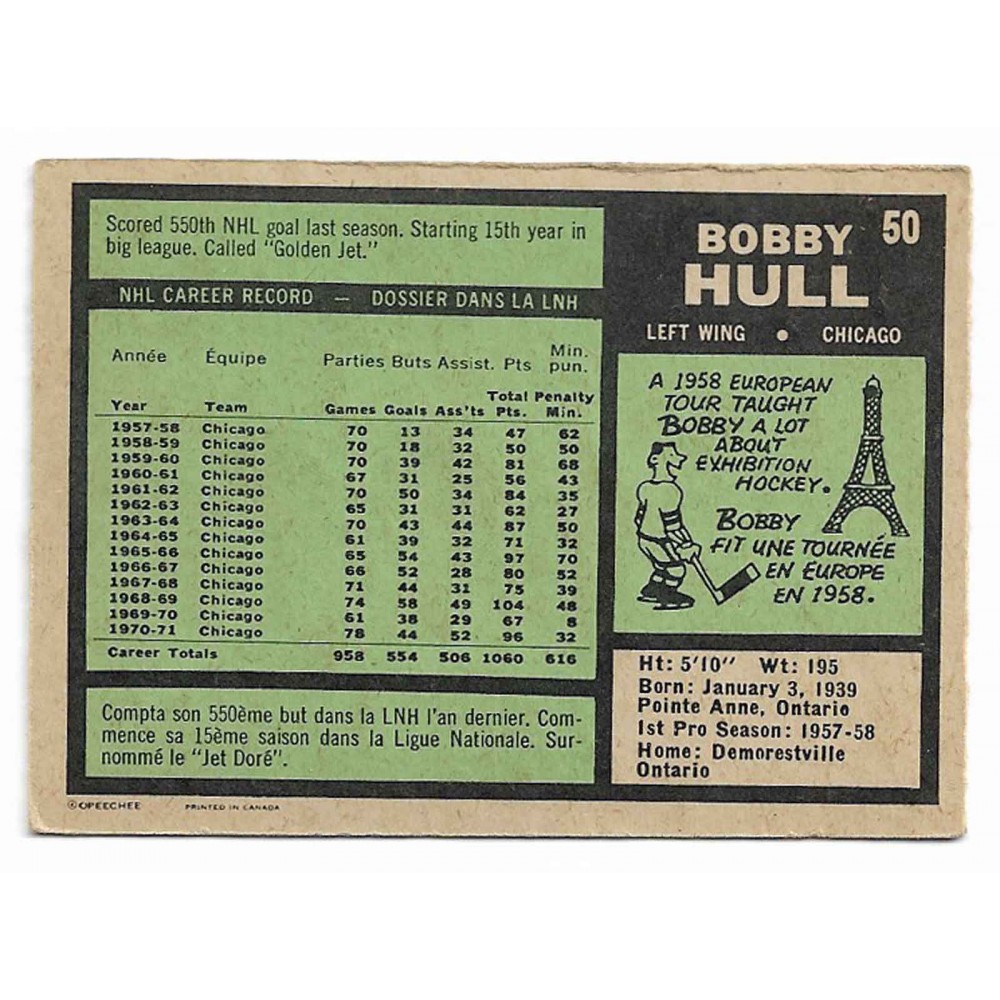 Scored 550th NHL goal last season. Starting 15th year in
big league. Called "Golden Jet."
NHL CAREER RECORD — DOSSIER DANS LA LNH
Année Équipe Parties Buts Assist. Pts Min. pun.
Year Team Games Goals Ass'ts Total Pts. Penalty Min.
1957-58 Chicago 70 13 34 47 62
1958-59 Chicago 70 18 32 50 50
1959-60 Chicago 70 39 42 81 68
1960-61 Chicago 67 31 25 56 43
1961-62 Chicago 70 50 34 84 35
1962-63 Chicago 65 31 31 62 27
1963-64 Chicago 70 43 44 87 50
1964-65 Chicago 61 39 32 71 32
1965-66 Chicago 65 54 43 97 70
1966-67 Chicago 66 52 28 80 52
1967-68 Chicago 71 44 31 75 39
1968-69 Chicago 74 58 49 104 48
1969-70 Chicago 61 38 29 67 8
1970-71 Chicago 78 44 52 96 32
Career Totals 958 554 506 1060 616
Compta son 550ème but dans la LNH l'an dernier. Com-
mence sa 15ème saison dans la Ligue Nationale. Sur-
nommé le "Jet Doré".
50
BOBBY
HULL
LEFT WING • CHICAGO
A 1958 EUROPEAN
TOUR TAUGHT
BOBBY A LOT
ABOUT
EXHIBITION
HOCKEY.
BOBBY
FIT UNE TOURNÉE
EN EUROPE
EN 1958.
Ht: 5'10" Wt: 195
Born: January 3, 1939
Pointe Anne, Ontario
1st Pro Season: 1957-58
Home: Demorestville
Ontario
© OPEECHEE PRINTED IN CANADA